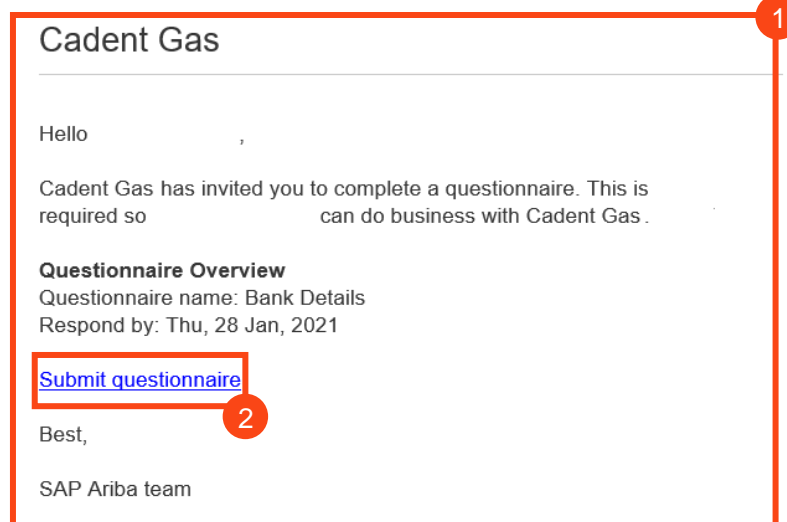 1
Cadent Gas
Hello ,
Cadent Gas has invited you to complete a questionnaire. This is
required so can do business with Cadent Gas.
Questionnaire Overview
Questionnaire name: Bank Details
Respond by: Thu, 28 Jan, 2021
Submit questionnaire
2
Best,
SAP Ariba team